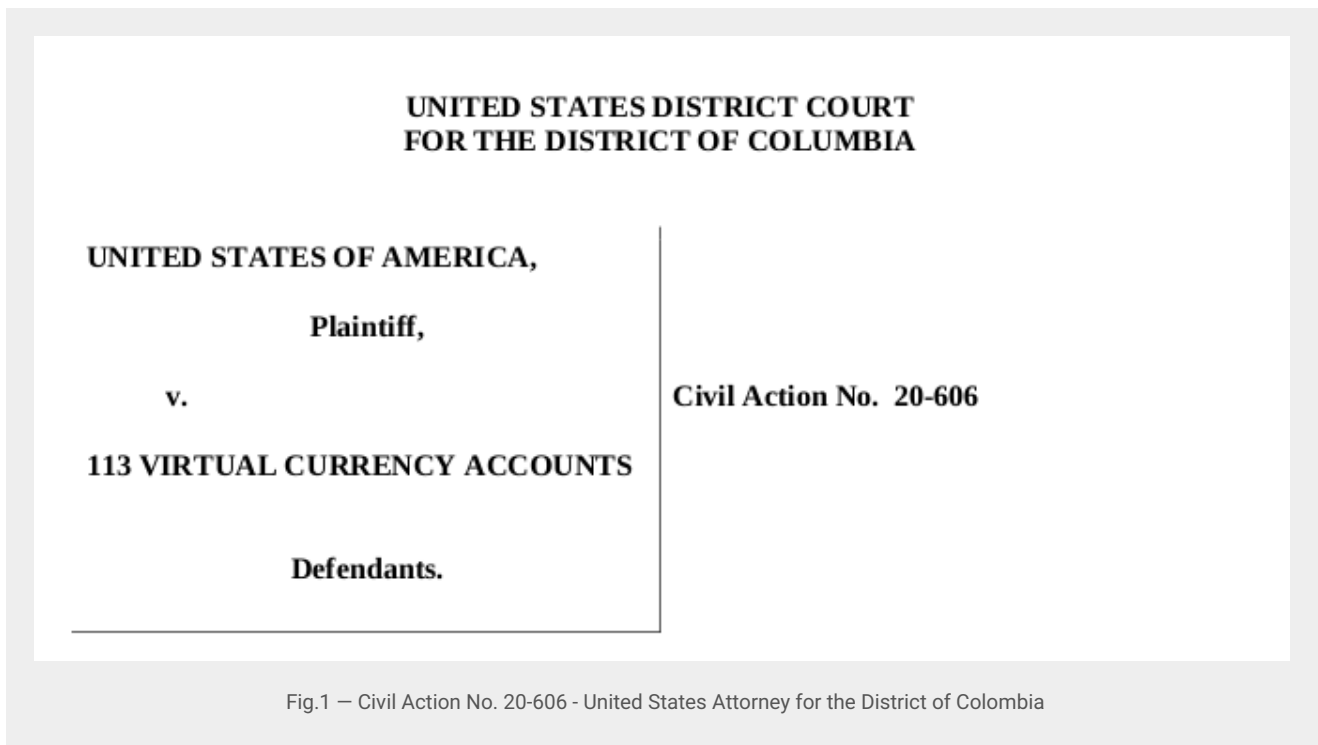 UNITED STATES DISTRICT COURT
FOR THE DISTRICT OF COLUMBIA
UNITED STATES OF AMERICA,
Plaintiff,
v.
113 VIRTUAL CURRENCY ACCOUNTS
Defendants.
Civil Action No. 20-606
Fig.1 — Civil Action No. 20-606 - United States Attorney for the District of Colombia